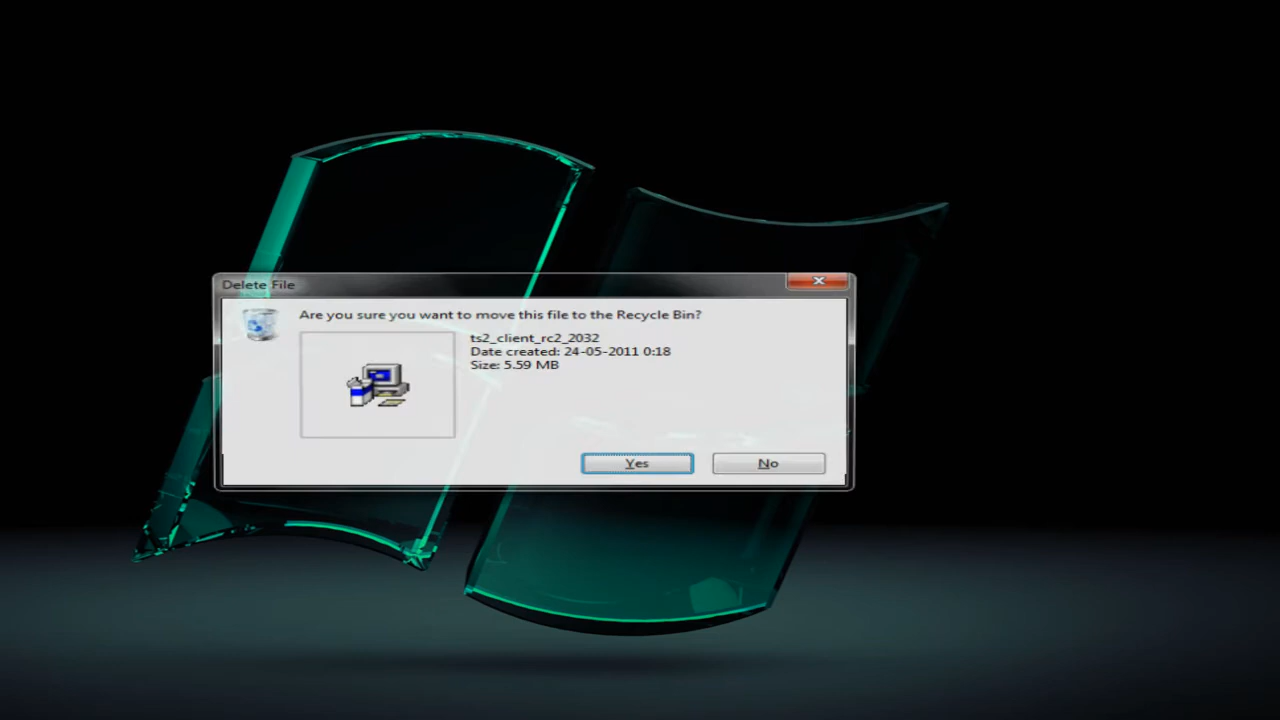 Delete File
Are you sure you want to move this file to the Recycle Bin?
ts2_client_rc2_2032
Date created: 24-05-2011 0:18
Size: 5.59 MB
Yes
No